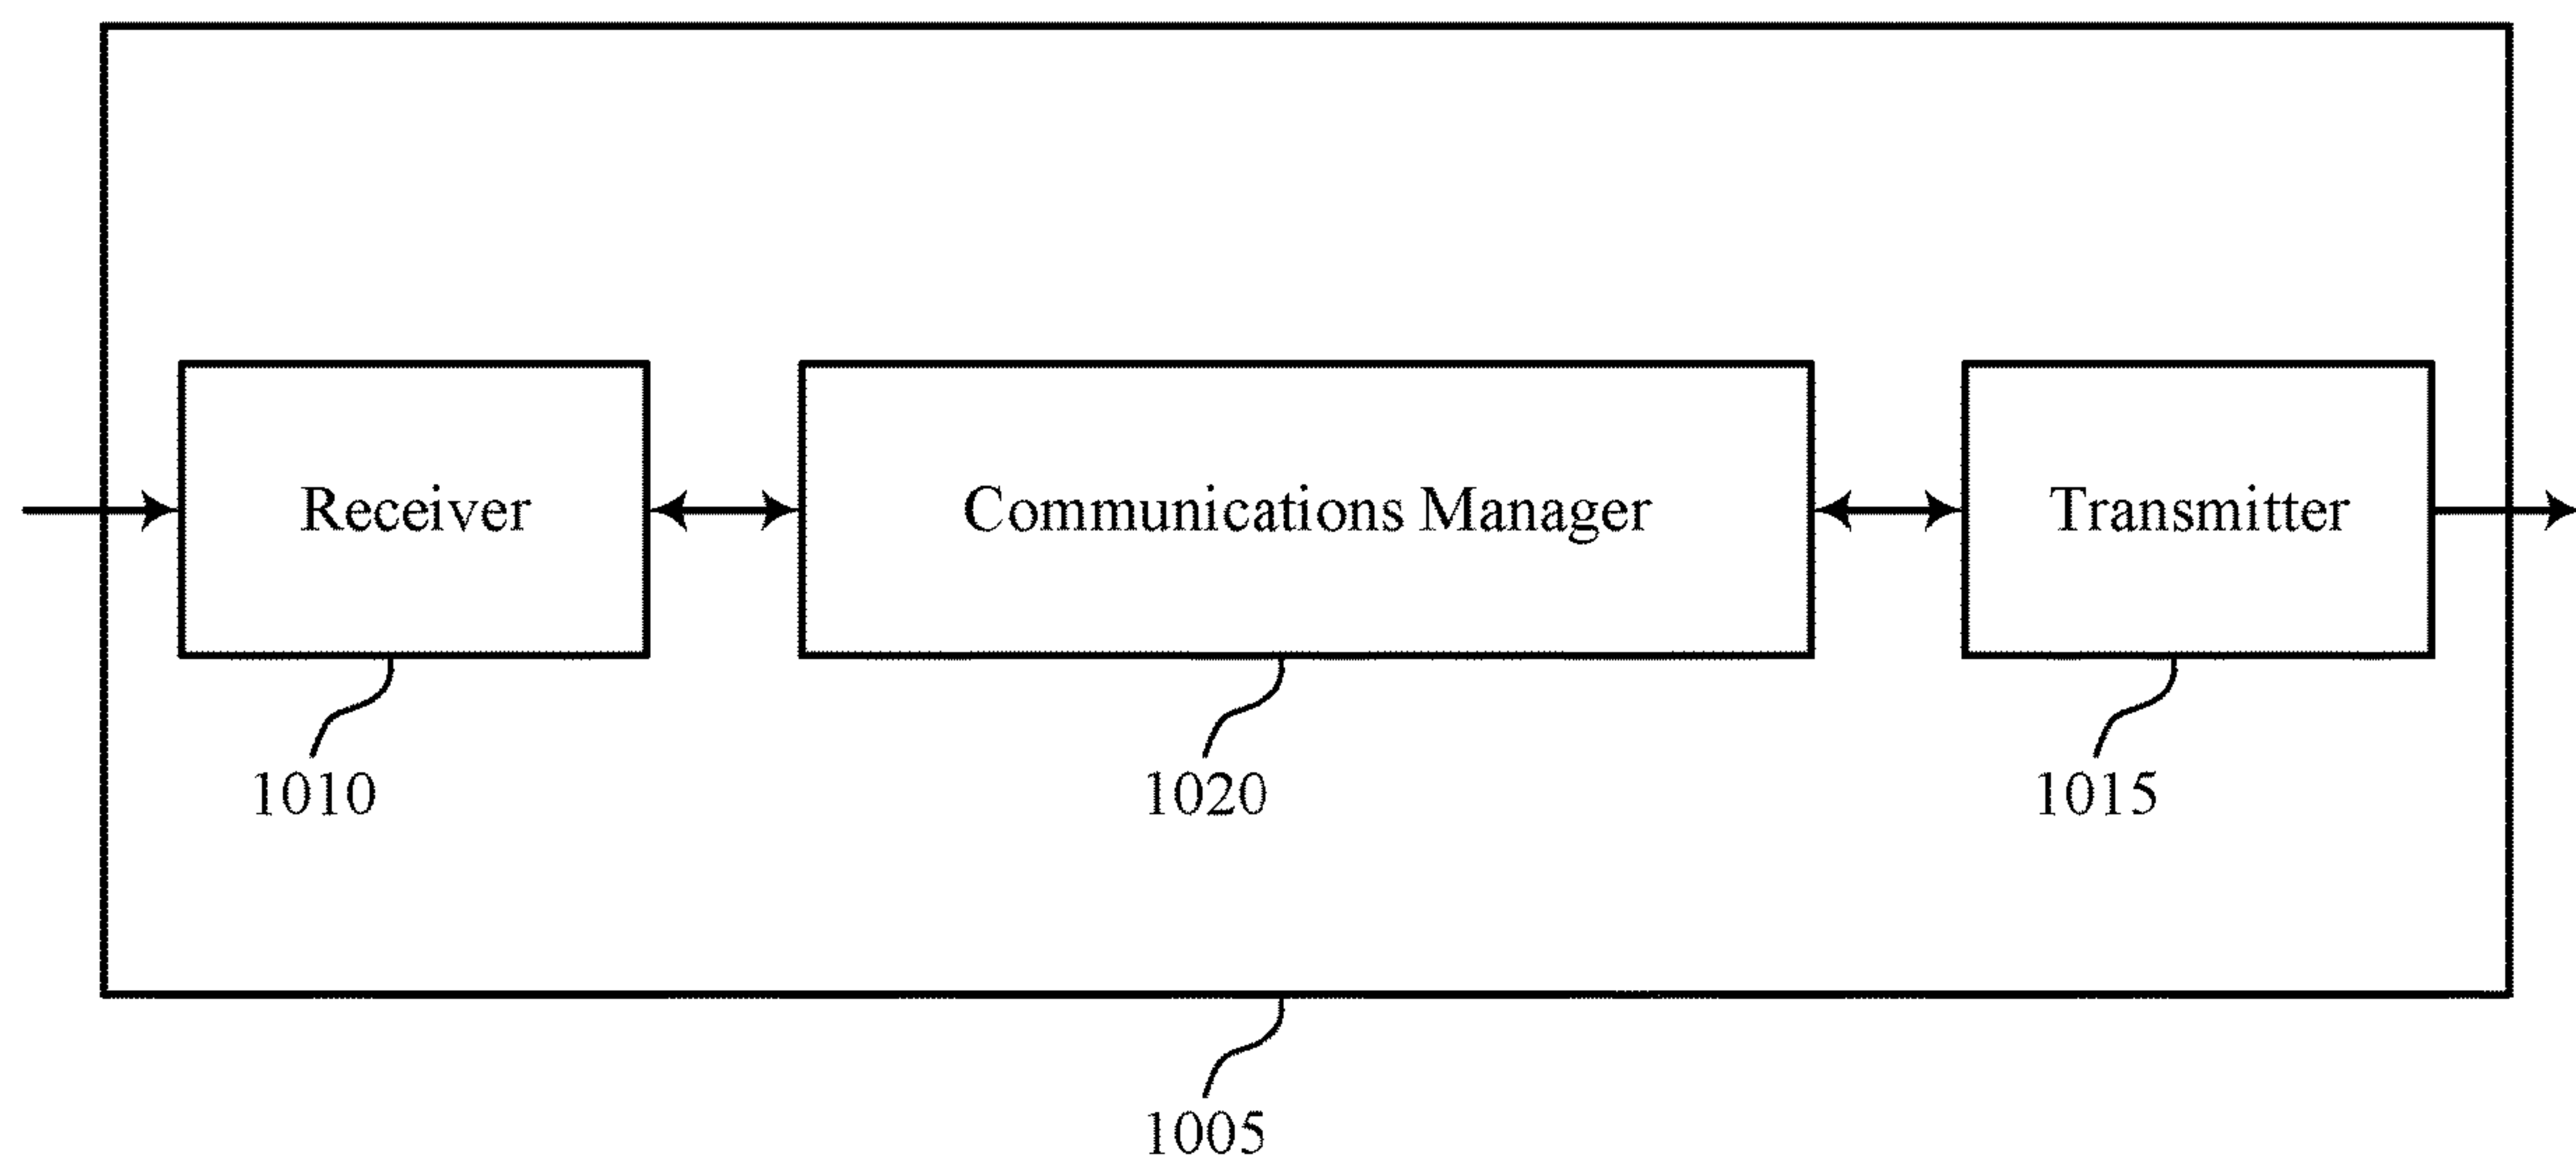 Receiver
Communications Manager
Transmitter
1010
1020
1015
1005